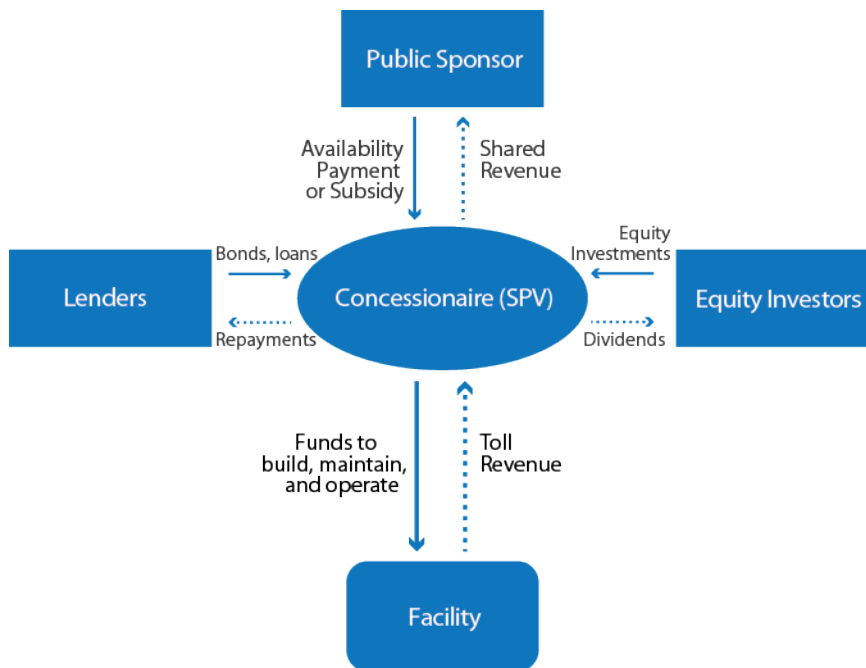 Public Sponsor
Availability
Payment
or Subsidy
Shared
Revenue
Bonds, loans
Equity
Investments
Lenders
Concessionaire (SPV)
Equity Investors
Repayments
Dividends
Funds to
build, maintain,
and operate
Toll
Revenue
Facility